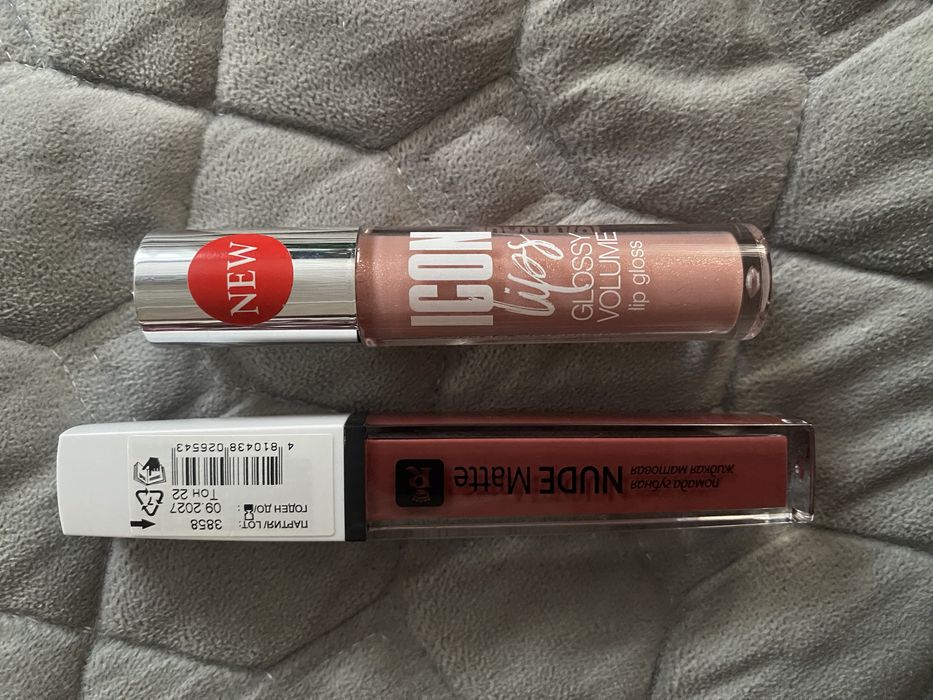 NEW
ICON
lips
GLOSSY
VOLUME
lip gloss
ПАРТИЯ/LOT: 3858
ГОДЕН ДО/ 09.2027
Тон 22
7
4 810438 026543
R
NUDE Matte
помада губная
жидкая матовая